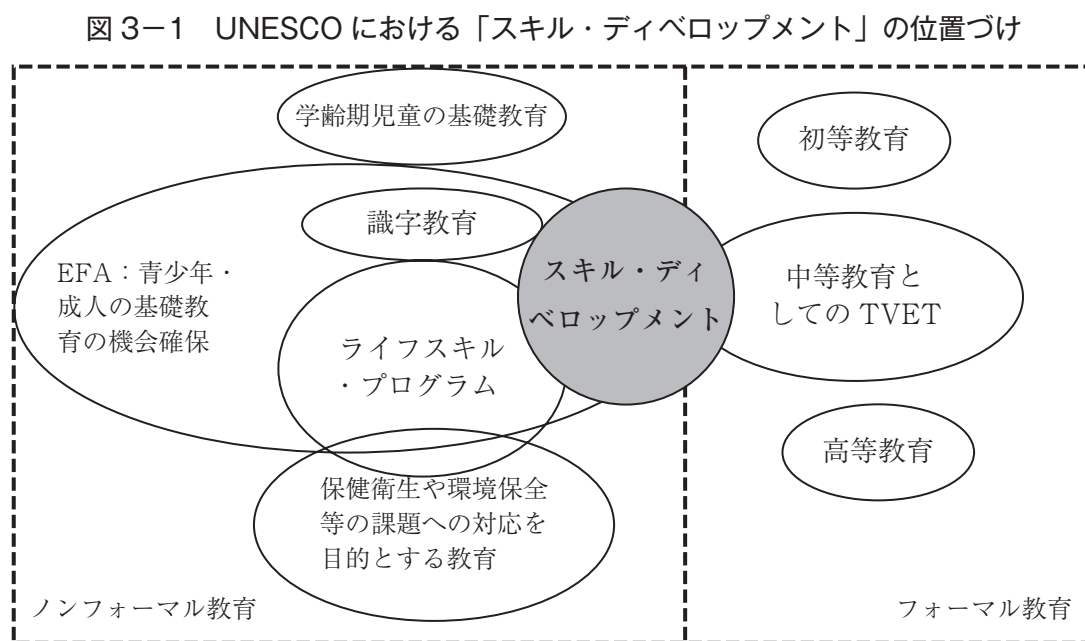 図 3－1　UNESCO における「スキル・ディベロップメント」の位置づけ
学齢期児童の基礎教育
初等教育
識字教育
EFA：青少年・
成人の基礎教
育の機会確保
スキル・ディ
ベロップメント
中等教育と
しての TVET
ライフスキル
・プログラム
高等教育
保健衛生や環境保全
等の課題への対応を
目的とする教育
ノンフォーマル教育
フォーマル教育